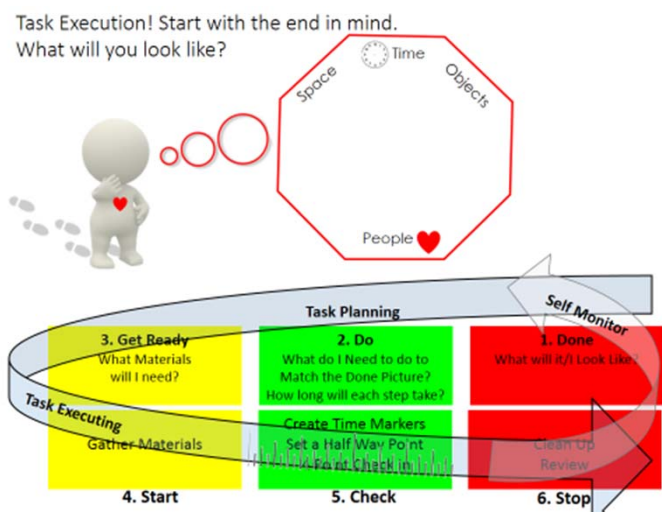 Task Execution! Start with the end in mind.
What will you look like?
Space
Time
Objects
People
Task Planning
Self Monitor
3. Get Ready
What Materials
will I need?
2. Do
What do I Need to do to
Match the Done Picture?
How long will each step take?
1. Done
What will it/I Look Like?
Task Executing
Gather Materials
Create Time Markers
Set a Half Way Point
Point Check in
Clean Up
Review
4. Start
5. Check
6. Stop